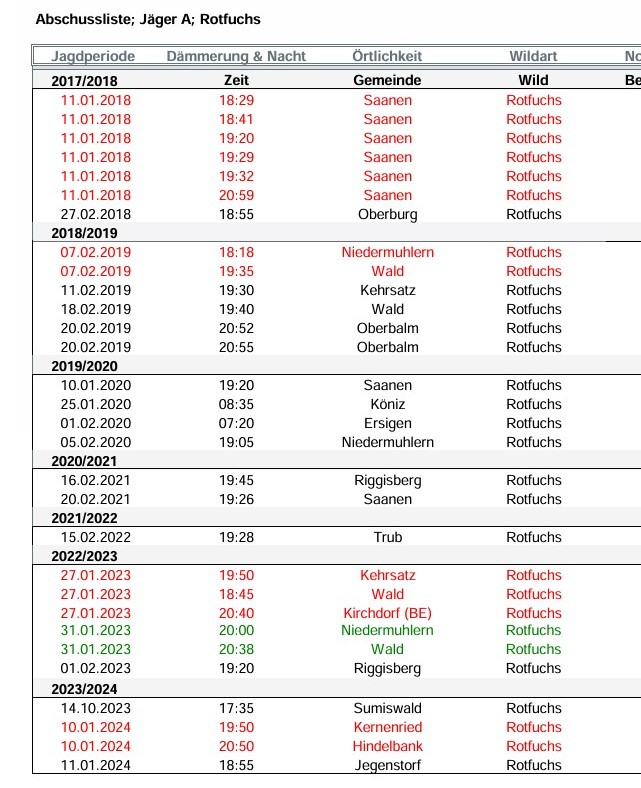 Abschussliste; Jäger A; Rotfuchs
Jagdperiode Dämmerung & Nacht Örtlichkeit Wildart No
2017/2018 Zeit Gemeinde Wild Be
11.01.2018 18:29 Saanen Rotfuchs
11.01.2018 18:41 Saanen Rotfuchs
11.01.2018 19:20 Saanen Rotfuchs
11.01.2018 19:29 Saanen Rotfuchs
11.01.2018 19:32 Saanen Rotfuchs
11.01.2018 20:59 Saanen Rotfuchs
27.02.2018 18:55 Oberburg Rotfuchs
2018/2019
07.02.2019 18:18 Niedermuhlern Rotfuchs
07.02.2019 19:35 Wald Rotfuchs
11.02.2019 19:30 Kehrsatz Rotfuchs
18.02.2019 19:40 Wald Rotfuchs
20.02.2019 20:52 Oberbalm Rotfuchs
20.02.2019 20:55 Oberbalm Rotfuchs
2019/2020
10.01.2020 19:20 Saanen Rotfuchs
25.01.2020 08:35 Köniz Rotfuchs
01.02.2020 07:20 Ersigen Rotfuchs
05.02.2020 19:05 Niedermuhlern Rotfuchs
2020/2021
16.02.2021 19:45 Riggisberg Rotfuchs
20.02.2021 19:26 Saanen Rotfuchs
2021/2022
15.02.2022 19:28 Trub Rotfuchs
2022/2023
27.01.2023 19:50 Kehrsatz Rotfuchs
27.01.2023 18:45 Wald Rotfuchs
27.01.2023 20:40 Kirchdorf (BE) Rotfuchs
31.01.2023 20:00 Niedermuhlern Rotfuchs
31.01.2023 20:38 Wald Rotfuchs
01.02.2023 19:20 Riggisberg Rotfuchs
2023/2024
14.10.2023 17:35 Sumiswald Rotfuchs
10.01.2024 19:50 Kernenried Rotfuchs
10.01.2024 20:50 Hindelbank Rotfuchs
11.01.2024 18:55 Jegenstorf Rotfuchs